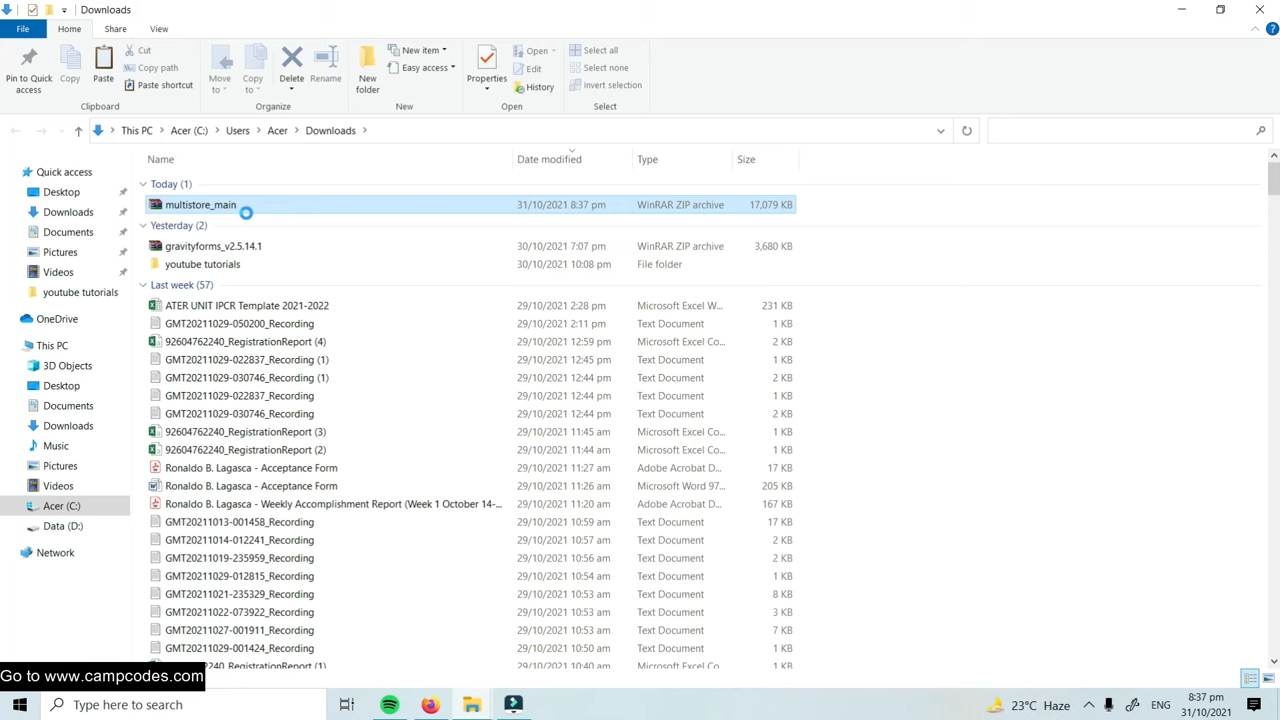 Downloads
File Home Share View
Pin to Quick access
Copy
Paste
Cut
Copy path
Paste shortcut
Move to
Copy to
Delete
Rename
New folder
New item
Easy access
Properties
Open
Edit
History
Select all
Select none
Invert selection
Clipboard Organize New Open Select
This PC Acer (C:) Users Acer Downloads
Name Date modified Type Size
Quick access
Desktop
Downloads
Documents
Pictures
Videos
youtube tutorials
OneDrive
This PC
3D Objects
Desktop
Documents
Downloads
Music
Pictures
Videos
Acer (C:)
Data (D:)
Network
Today (1)
multistore_main 31/10/2021 8:37 pm WinRAR ZIP archive 17,079 KB
Yesterday (2)
gravityforms_v2.5.14.1 30/10/2021 7:07 pm WinRAR ZIP archive 3,680 KB
youtube tutorials 30/10/2021 10:08 pm File folder
Last week (57)
ATER UNIT IPCR Template 2021-2022 29/10/2021 2:28 pm Microsoft Excel W... 231 KB
GMT20211029-050200_Recording 29/10/2021 2:11 pm Text Document 1 KB
92604762240_RegistrationReport (4) 29/10/2021 12:59 pm Microsoft Excel Co... 2 KB
GMT20211029-022837_Recording (1) 29/10/2021 12:45 pm Text Document 1 KB
GMT20211029-030746_Recording (1) 29/10/2021 12:44 pm Text Document 2 KB
GMT20211029-022837_Recording 29/10/2021 12:44 pm Text Document 1 KB
GMT20211029-030746_Recording 29/10/2021 12:44 pm Text Document 2 KB
92604762240_RegistrationReport (3) 29/10/2021 11:45 am Microsoft Excel Co... 2 KB
92604762240_RegistrationReport (2) 29/10/2021 11:44 am Microsoft Excel Co... 2 KB
Ronaldo B. Lagasca - Acceptance Form 29/10/2021 11:27 am Adobe Acrobat D... 17 KB
Ronaldo B. Lagasca - Acceptance Form 29/10/2021 11:26 am Microsoft Word 97... 205 KB
Ronaldo B. Lagasca - Weekly Accomplishment Report (Week 1 October 14-... 29/10/2021 11:20 am Adobe Acrobat D... 167 KB
GMT20211013-001458_Recording 29/10/2021 10:59 am Text Document 17 KB
GMT20211014-012241_Recording 29/10/2021 10:57 am Text Document 2 KB
GMT20211019-235959_Recording 29/10/2021 10:56 am Text Document 2 KB
GMT20211029-012815_Recording 29/10/2021 10:54 am Text Document 1 KB
GMT20211021-235329_Recording 29/10/2021 10:53 am Text Document 8 KB
GMT20211022-073922_Recording 29/10/2021 10:53 am Text Document 2 KB
GMT20211027-001911_Recording 29/10/2021 10:53 am Text Document 7 KB
GMT20211029-001424_Recording 29/10/2021 10:50 am Text Document 1 KB
2240_RegistrationReport (1) 29/10/2021 10:40 am Microsoft Excel Co... 2 KB
Go to www.campcodes.com
Type here to search
23°C Haze
ENG
8:37 pm
31/10/2021